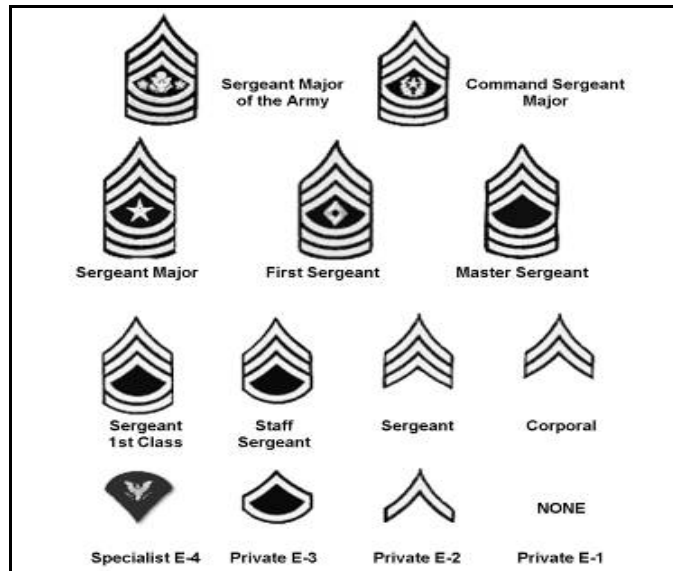 Sergeant Major
of the Army
Command Sergeant
Major
Sergeant Major
First Sergeant
Master Sergeant
Sergeant
1st Class
Staff
Sergeant
Sergeant
Corporal
NONE
Specialist E-4
Private E-3
Private E-2
Private E-1